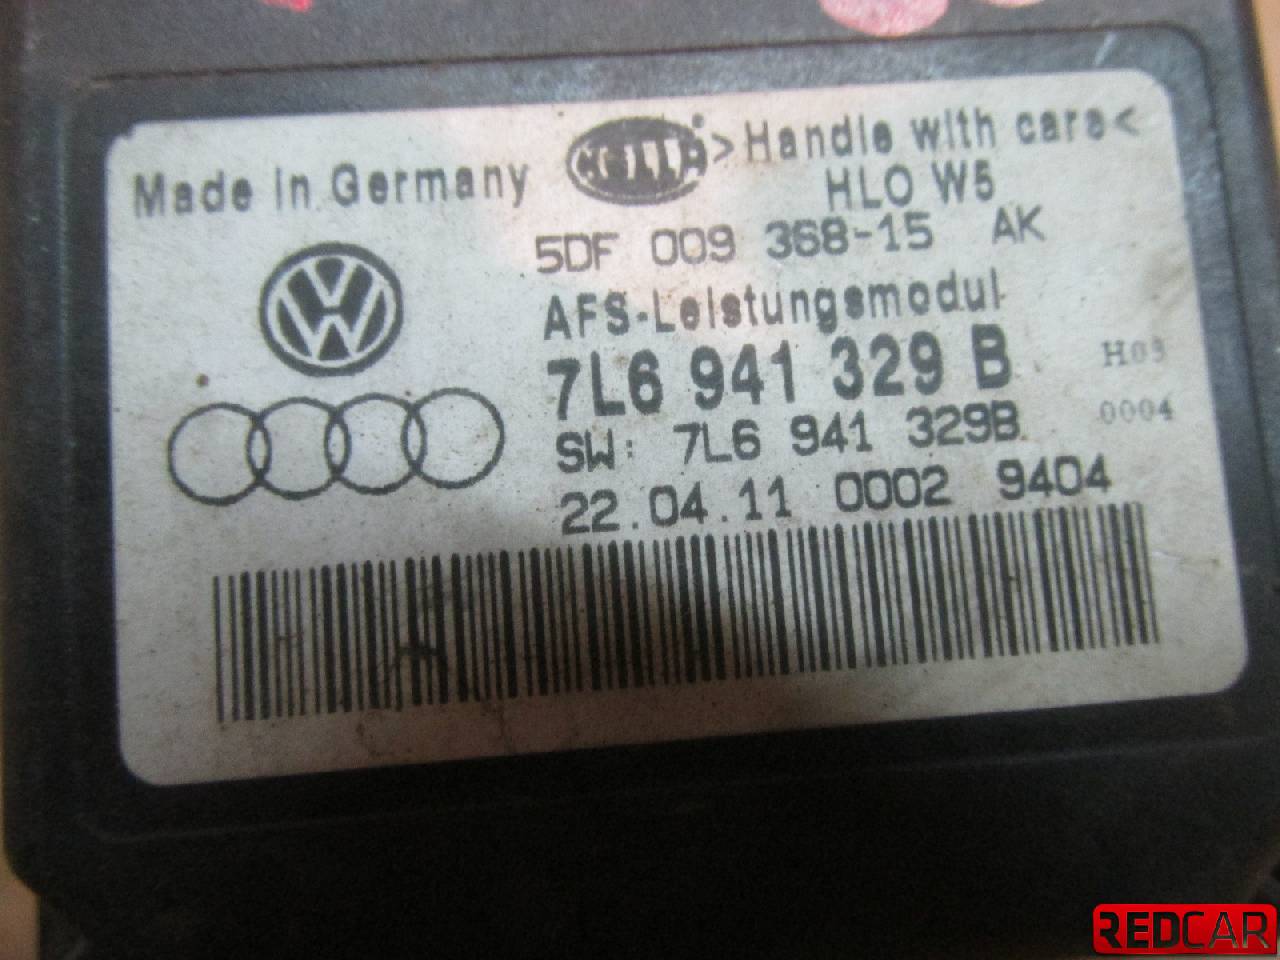 Made in Germany
HELLA
>Handle with care<
HLO W5
5DF 009 368-15 AK
AFS-Leistungsmodul
7L6 941 329 B
H03
SW: 7L6 941 329B
0004
22.04.11 0002 9404
REDCAR